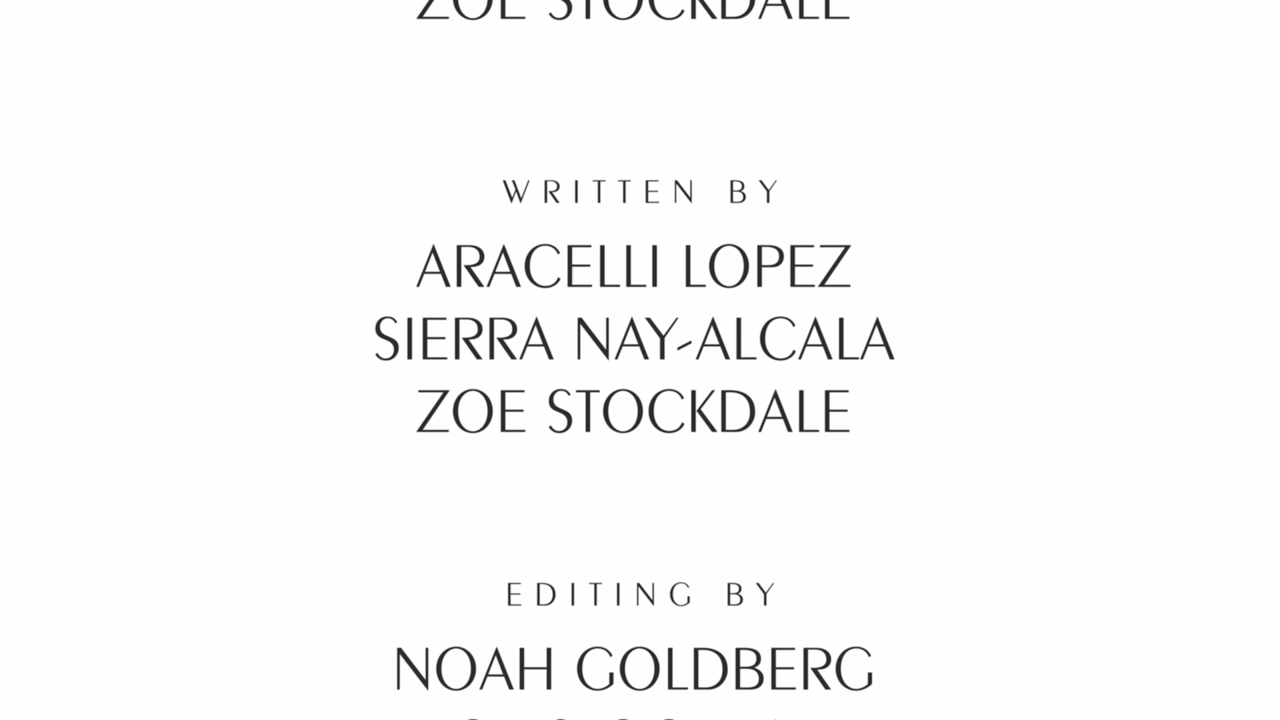 ZOE STOCKDALE
WRITTEN BY
ARACELLI LOPEZ
SIERRA NAY-ALCALA
ZOE STOCKDALE
EDITING BY
NOAH GOLDBERG